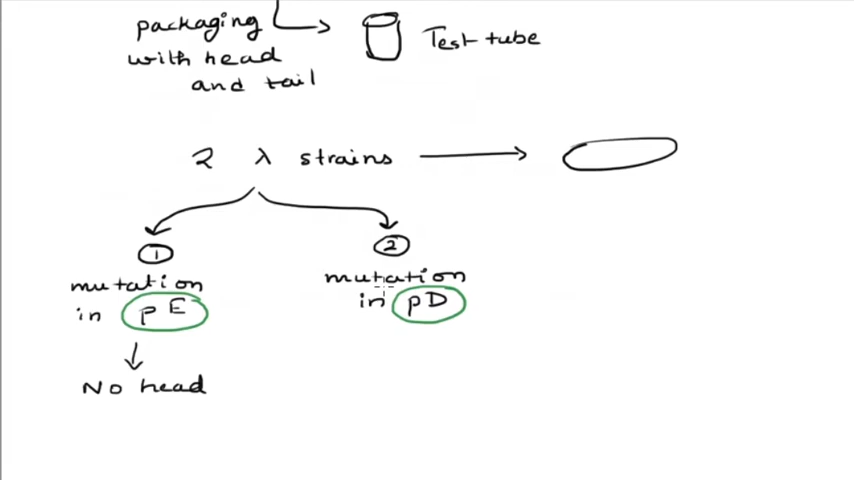 packaging
with head
and tail
Test tube
2 λ strains
1
mutation
in pE
No head
2
mutation
in pD